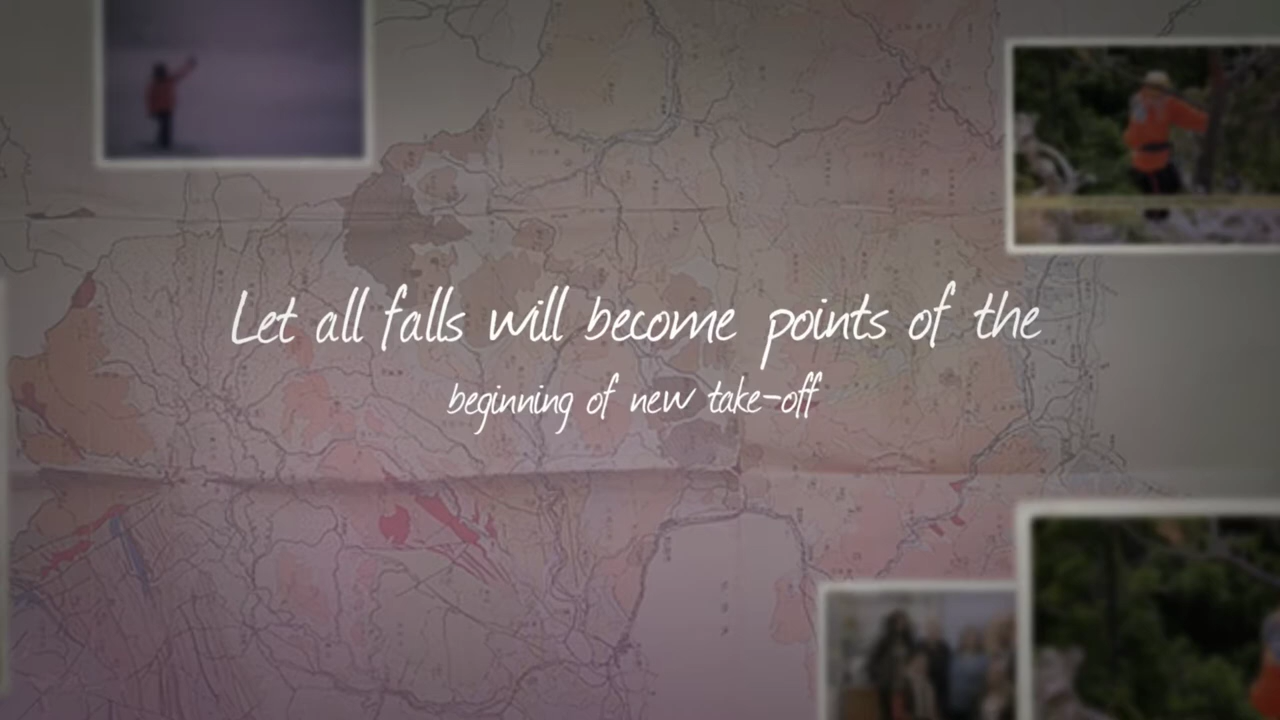 Let all falls will become points of the
beginning of new take-off